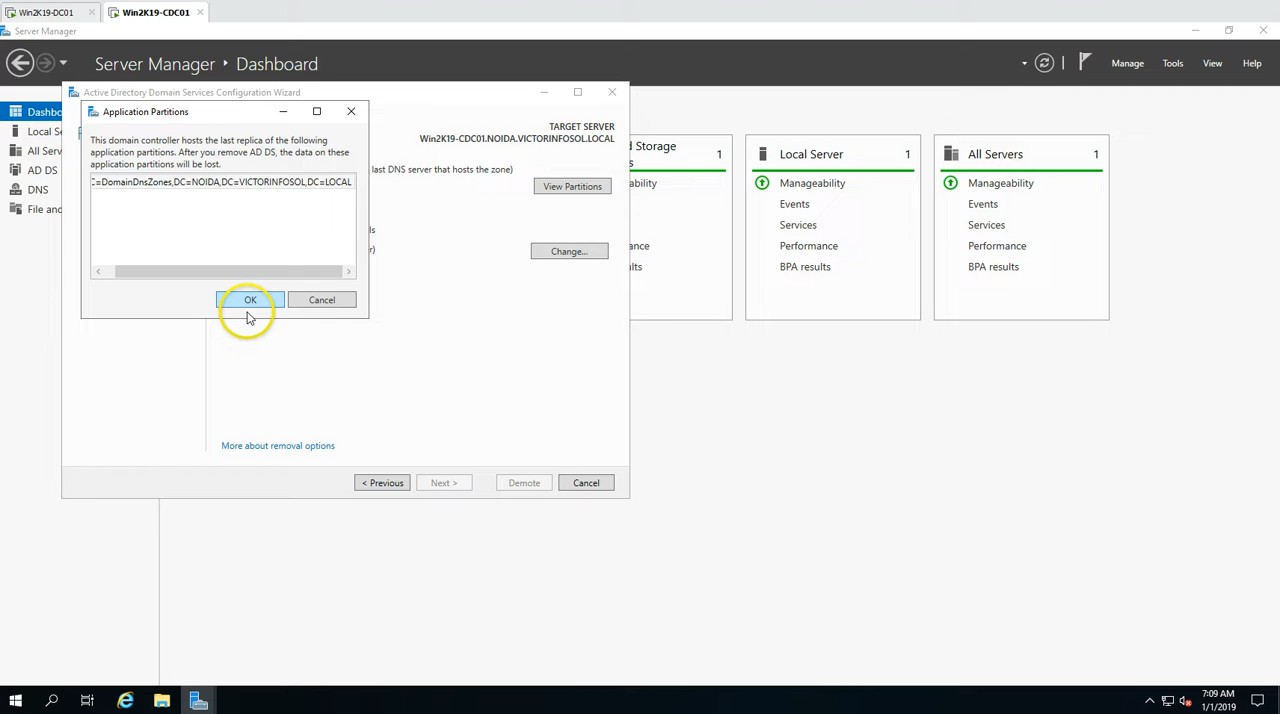 Win2K19-DC01
Win2K19-CDC01
Server Manager
Server Manager • Dashboard
Manage
Tools
View
Help
Active Directory Domain Services Configuration Wizard
Application Partitions
This domain controller hosts the last replica of the following
application partitions. After you remove AD DS, the data on these
application partitions will be lost.
C=DomainDnsZones,DC=NOIDA,DC=VICTORINFOSOL,DC=LOCAL
OK
Cancel
TARGET SERVER
Win2K19-CDC01.NOIDA.VICTORINFOSOL.LOCAL
last DNS server that hosts the zone)
View Partitions
ls
r)
Change...
More about removal options
< Previous
Next >
Demote
Cancel
Dashbo
Local Se
All Serv
AD DS
DNS
File and
d Storage
s
1
ability
ce
lts
Local Server
1
Manageability
Events
Services
Performance
BPA results
All Servers
1
Manageability
Events
Services
Performance
BPA results
7:09 AM
1/1/2019